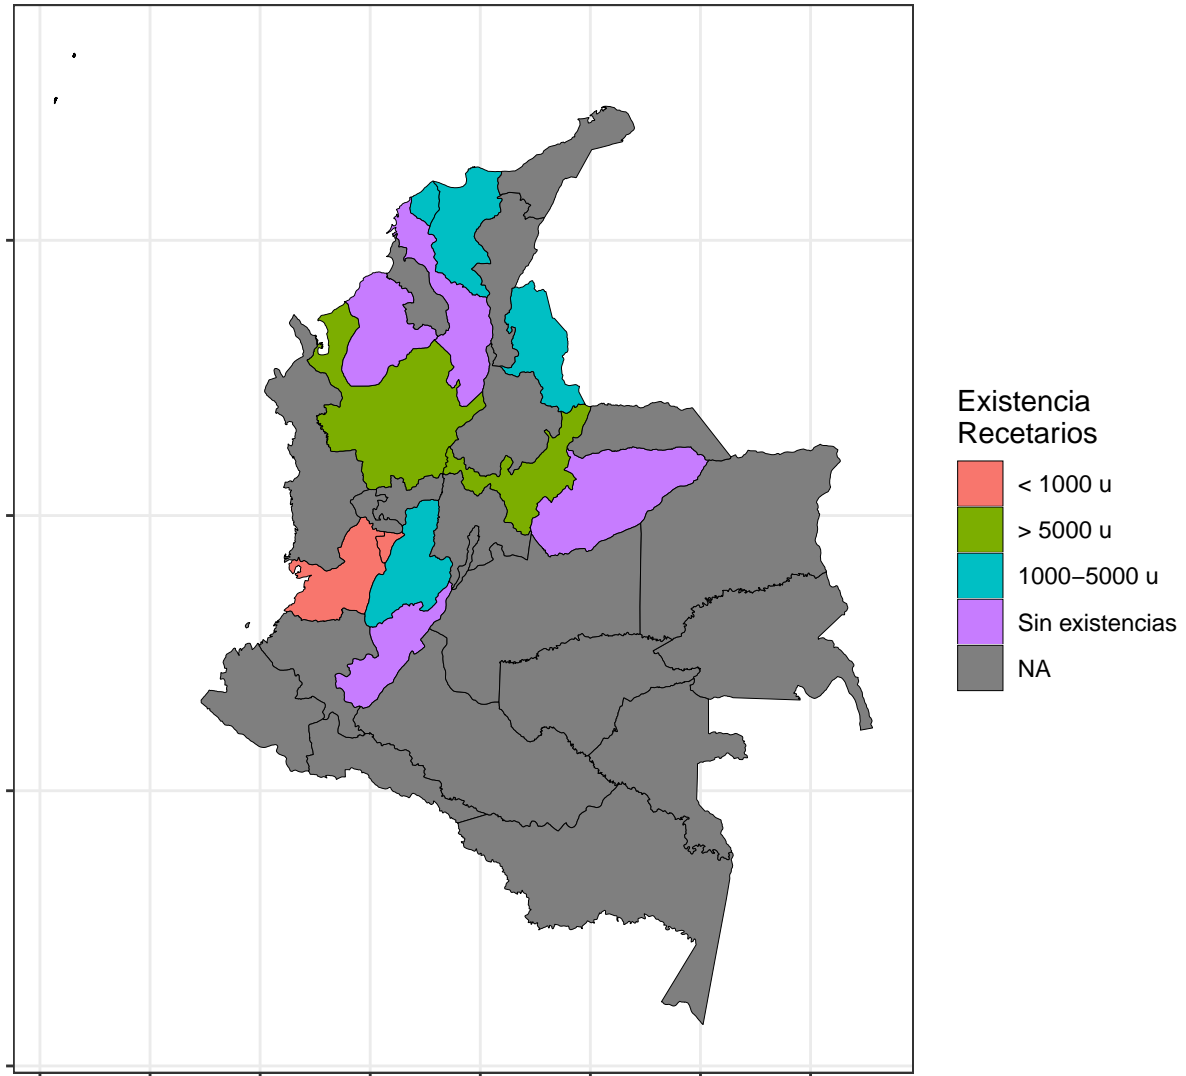 Existencia
Recetarios
< 1000 u
> 5000 u
1000−5000 u
Sin existencias
NA